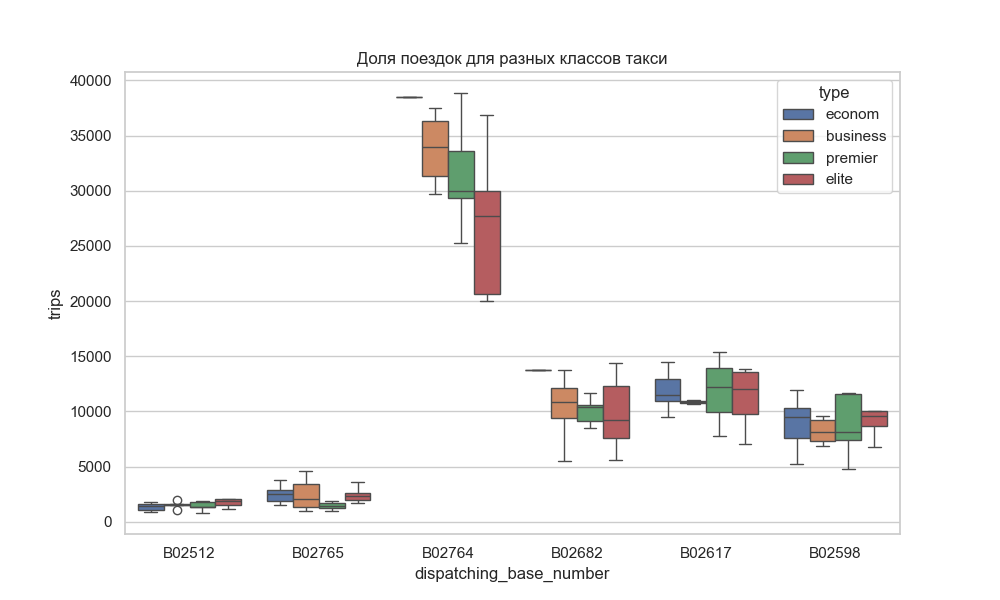 Доля поездок для разных классов такси
40000
35000
30000
25000
20000
15000
10000
5000
0
trips
type
econom
business
premier
elite
B02512 B02765 B02764 B02682 B02617 B02598
dispatching_base_number